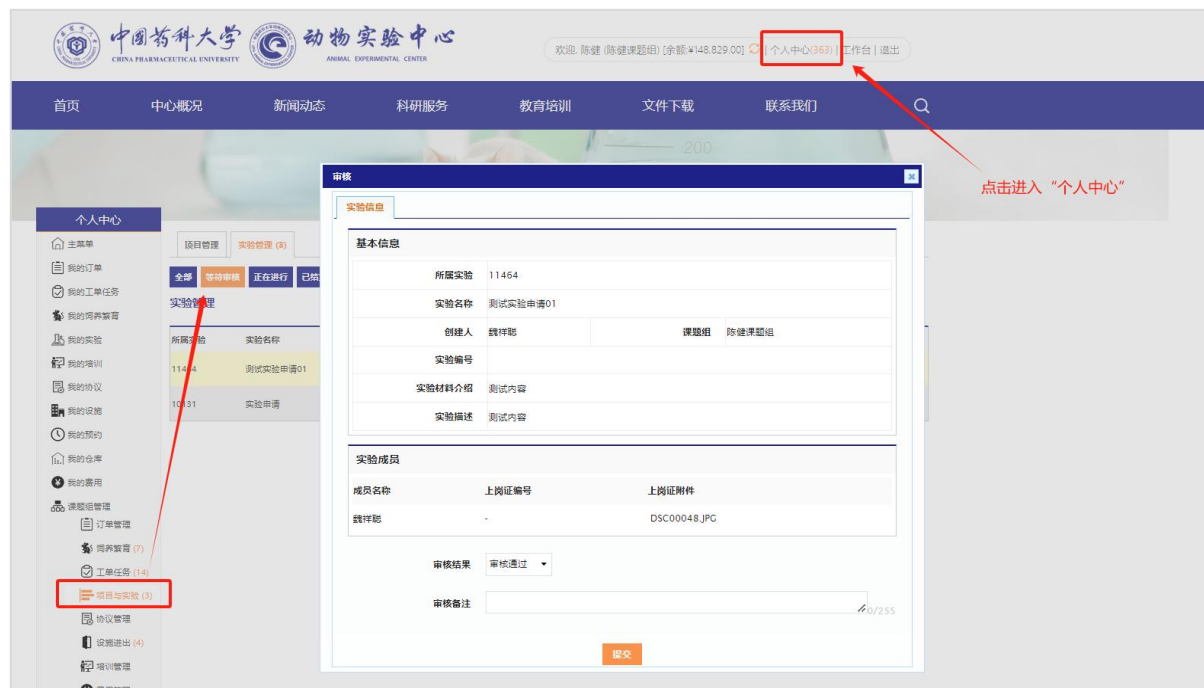 中國药科大学
CHINA PHARMACEUTICAL UNIVERSITY
动物实验中心
ANIMAL EXPERIMENTAL CENTER
欢迎, 陈健 (陈健课题组) [余额:¥148,829.00] | 个人中心(363) | 工作台 | 退出
首页 中心概况 新闻动态 科研服务 教育培训 文件下载 联系我们
200
点击进入“个人中心”
个人中心
主菜单
我的订单
我的工单任务
我的饲养繁育
我的实验
我的培训
我的协议
我的设施
我的预约
我的仓库
我的费用
课题组管理
订单管理
饲养繁育 (7)
工单任务 (14)
项目与实验 (3)
协议管理
设施进出 (4)
培训管理
项目管理 实验管理 (3)
全部 等待审核 正在进行 已结
实验管理
所属实验 实验名称
11464 测试实验申请01
10131 实验申请
审核
实验信息
基本信息
所属实验 11464
实验名称 测试实验申请01
创建人 魏祥聪 课题组 陈健课题组
实验编号
实验材料介绍 测试内容
实验描述 测试内容
实验成员
成员名称 上岗证编号 上岗证附件
魏祥聪 - DSC00048.JPG
审核结果 审核通过
审核备注
0/255
提交